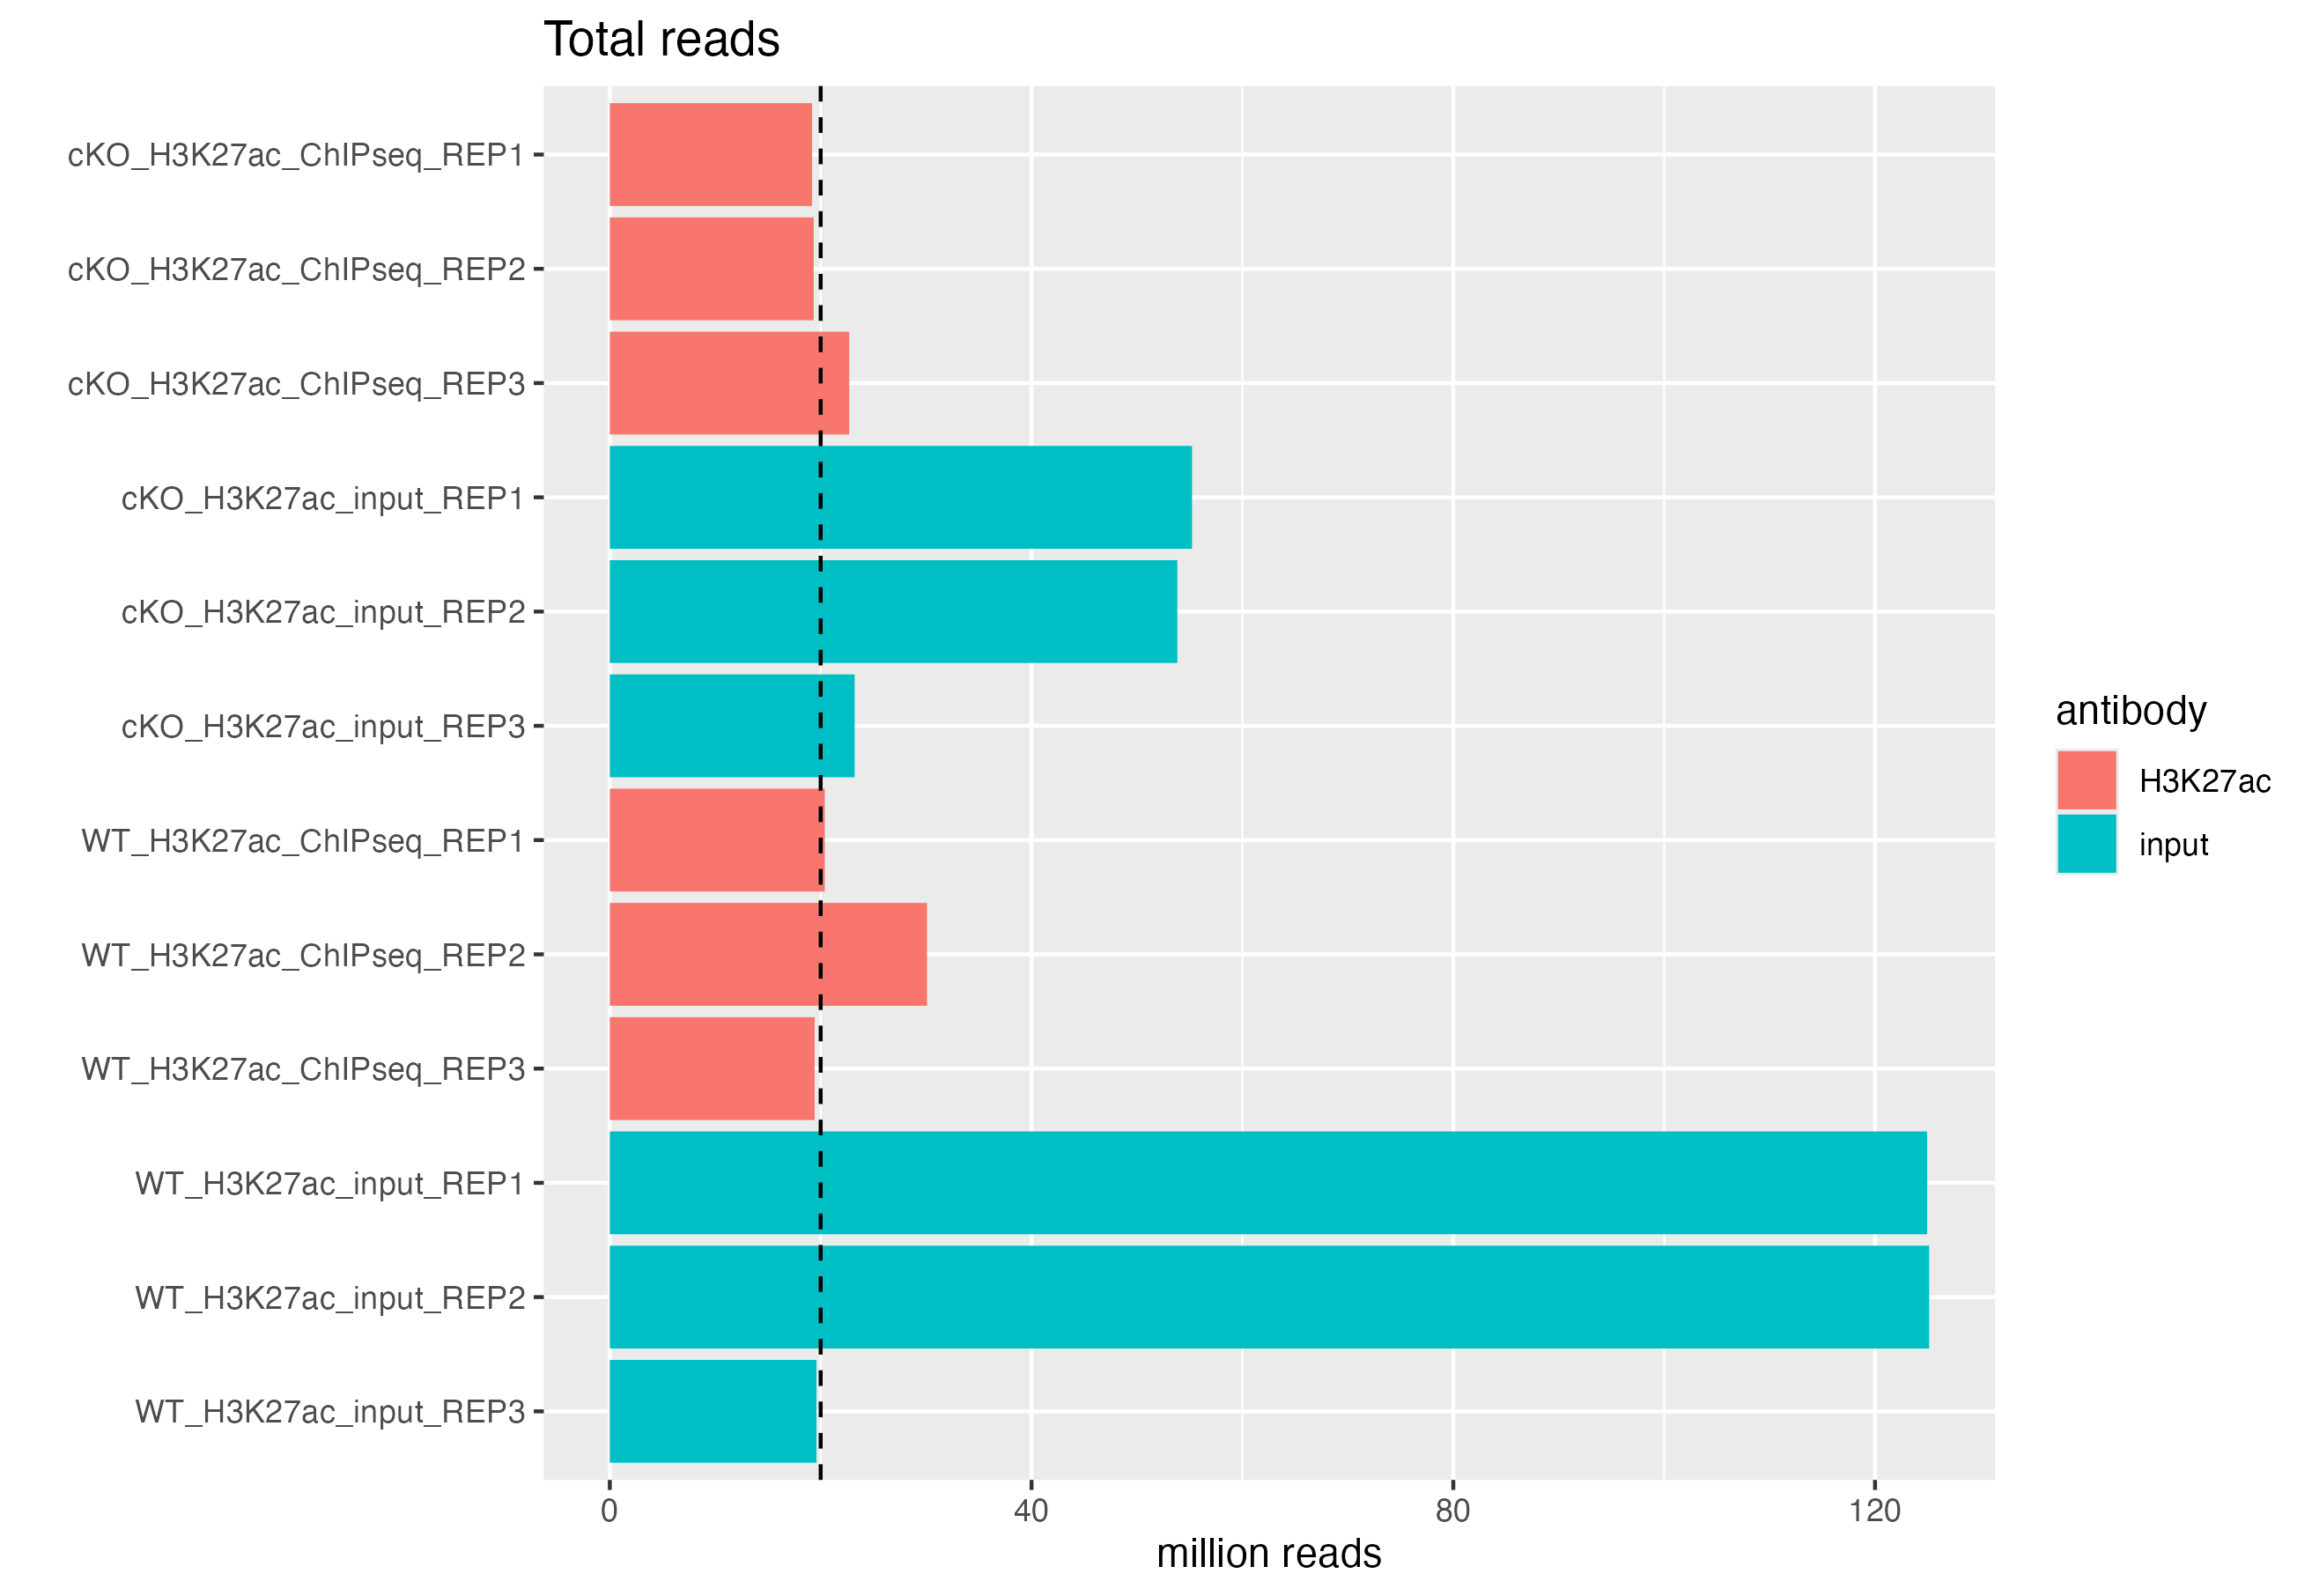 Total reads
cKO_H3K27ac_ChIPseq_REP1
cKO_H3K27ac_ChIPseq_REP2
cKO_H3K27ac_ChIPseq_REP3
cKO_H3K27ac_input_REP1
cKO_H3K27ac_input_REP2
cKO_H3K27ac_input_REP3
WT_H3K27ac_ChIPseq_REP1
WT_H3K27ac_ChIPseq_REP2
WT_H3K27ac_ChIPseq_REP3
WT_H3K27ac_input_REP1
WT_H3K27ac_input_REP2
WT_H3K27ac_input_REP3
0 40 80 120
million reads
antibody
H3K27ac
input